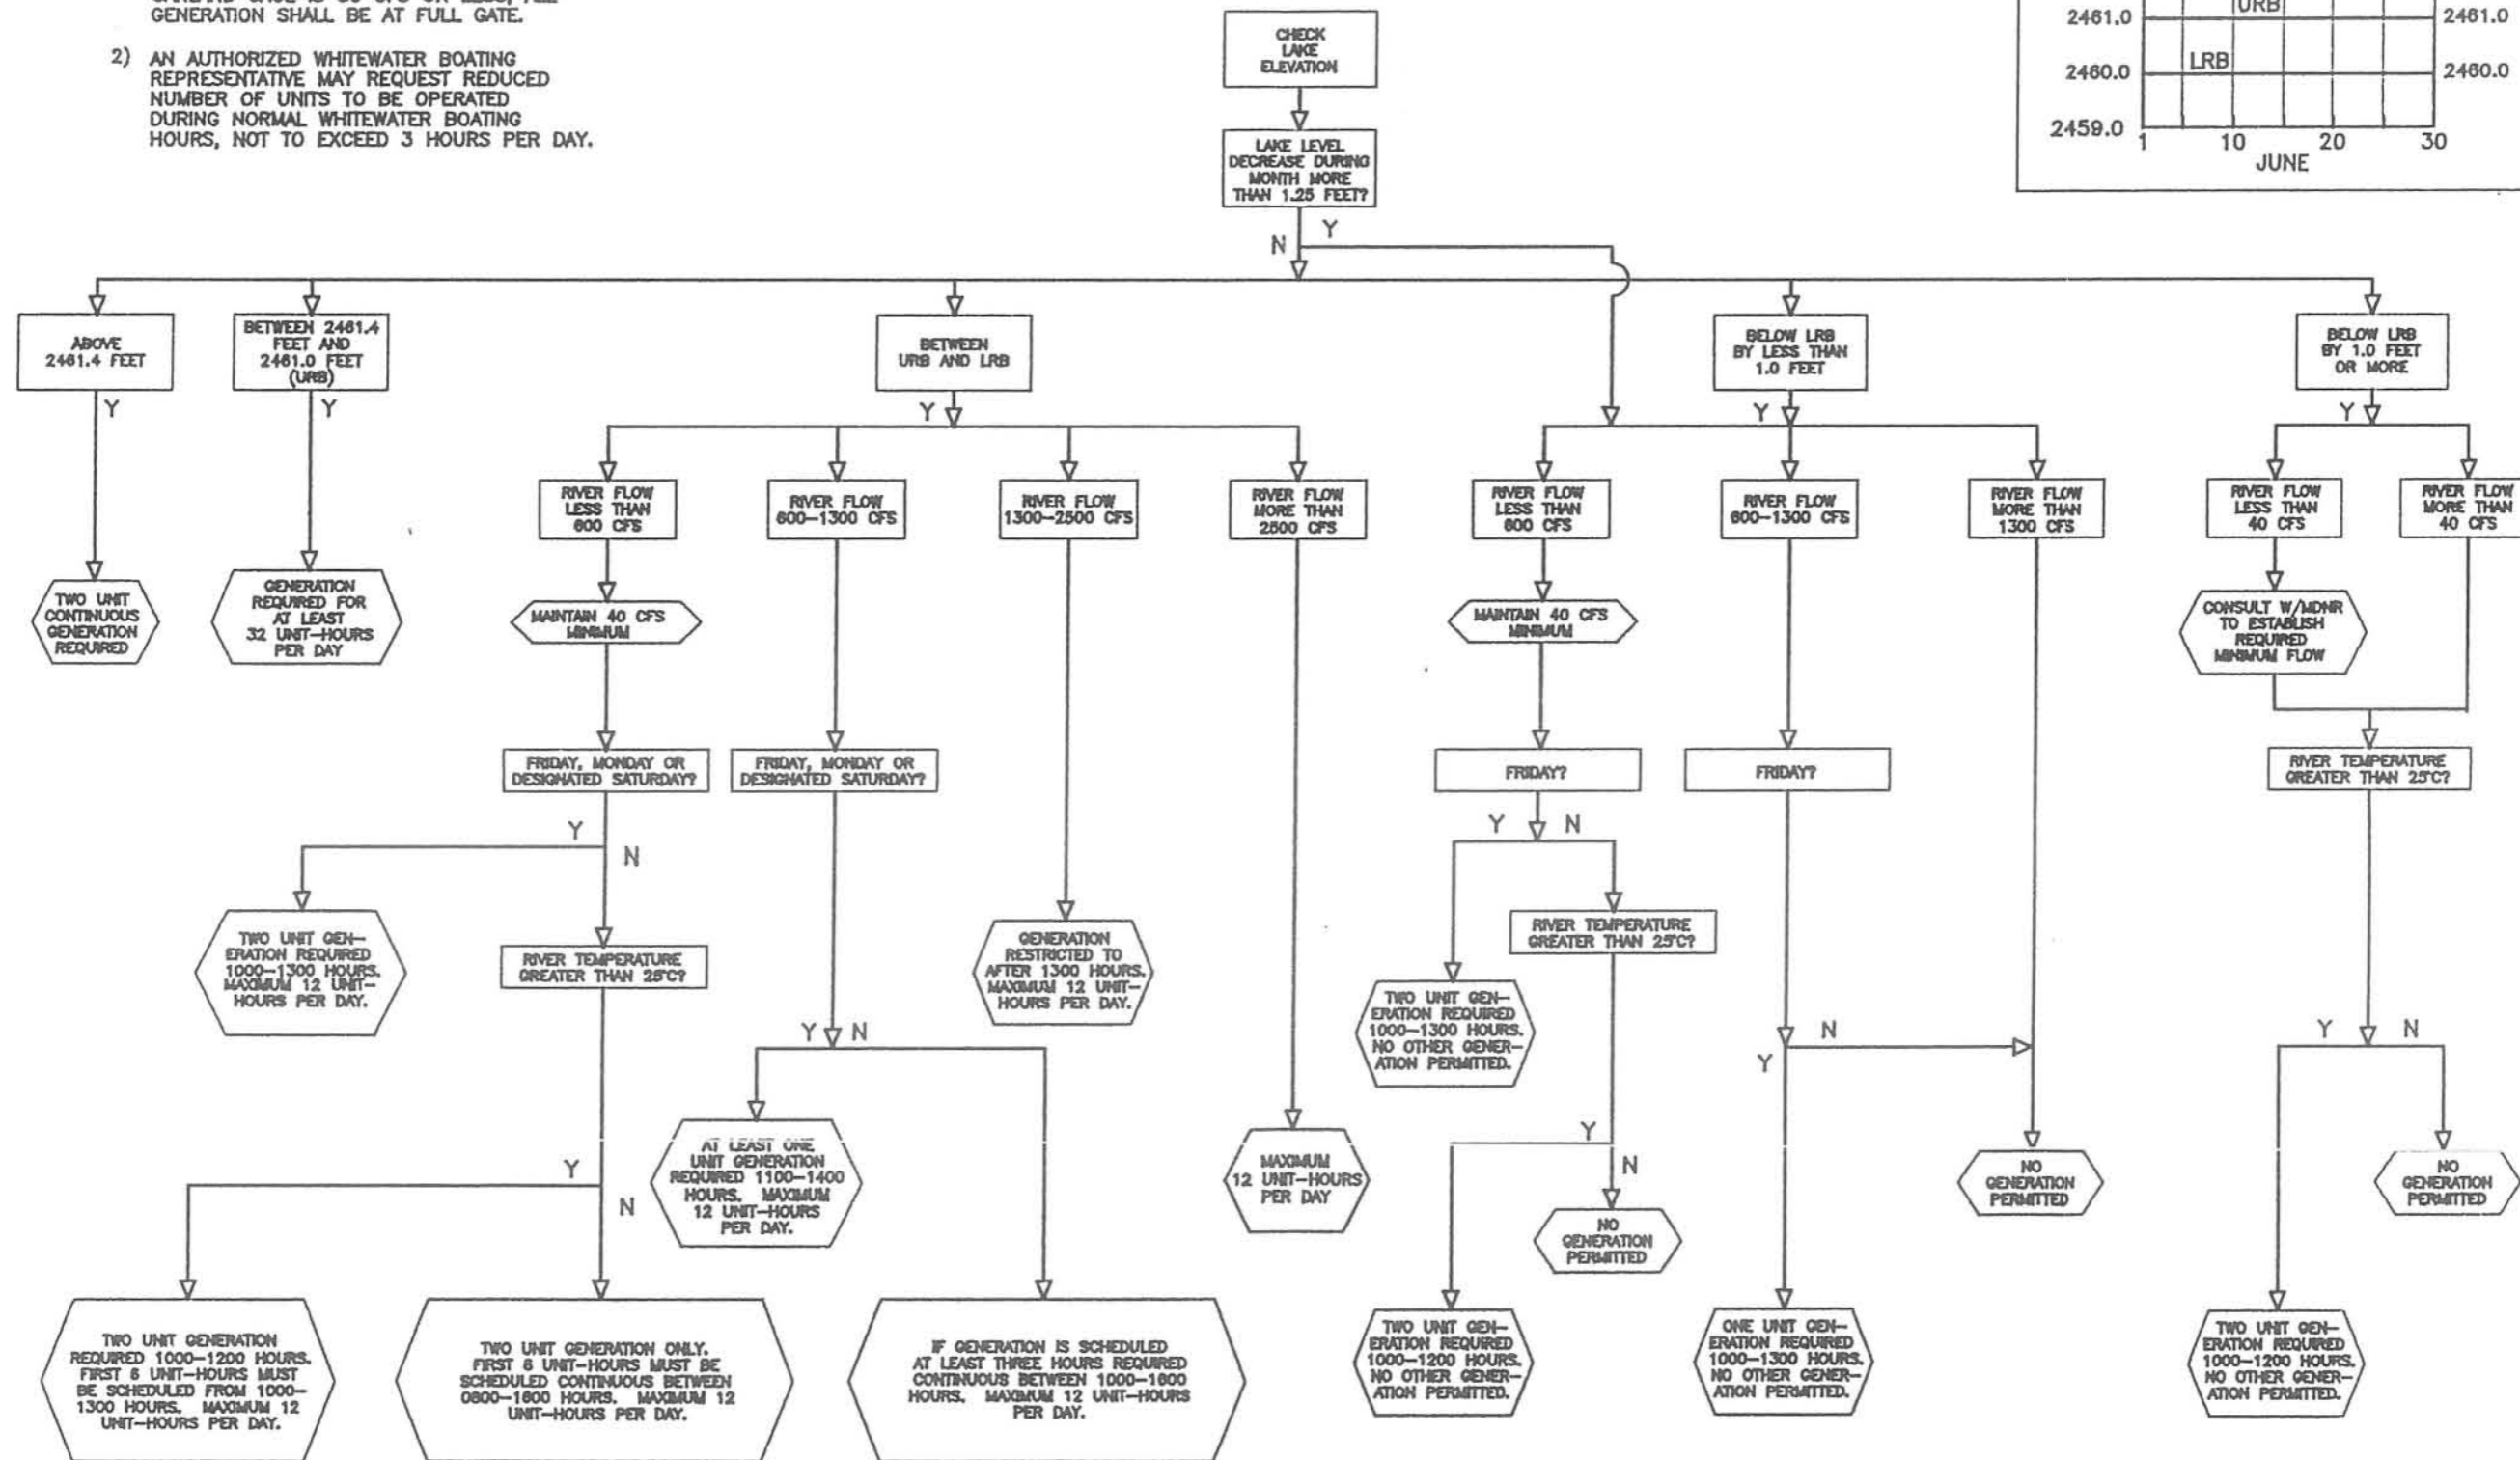 GENERATION SHALL BE AT FULL GATE.
2) AN AUTHORIZED WHITEWATER BOATING
REPRESENTATIVE MAY REQUEST REDUCED
NUMBER OF UNITS TO BE OPERATED
DURING NORMAL WHITEWATER BOATING
HOURS, NOT TO EXCEED 3 HOURS PER DAY.
CHECK
LAKE
ELEVATION
LAKE LEVEL
DECREASE DURING
MONTH MORE
THAN 1.25 FEET?
N
Y
2461.0
URB
2461.0
LRB
2460.0
2460.0
2459.0
1
10
20
30
JUNE
ABOVE
2461.4 FEET
Y
TWO UNIT
CONTINUOUS
GENERATION
REQUIRED
BETWEEN 2461.4
FEET AND
2461.0 FEET
(URB)
Y
GENERATION
REQUIRED FOR
AT LEAST
32 UNIT-HOURS
PER DAY
BETWEEN
URB AND LRB
Y
RIVER FLOW
LESS THAN
600 CFS
MAINTAIN 40 CFS
MINIMUM
FRIDAY, MONDAY OR
DESIGNATED SATURDAY?
Y
N
TWO UNIT GEN-
ERATION REQUIRED
1000-1300 HOURS.
MAXIMUM 12 UNIT-
HOURS PER DAY.
RIVER TEMPERATURE
GREATER THAN 25°C?
Y
N
TWO UNIT GENERATION
REQUIRED 1000-1200 HOURS.
FIRST 6 UNIT-HOURS MUST
BE SCHEDULED FROM 1000-
1300 HOURS. MAXIMUM 12
UNIT-HOURS PER DAY.
TWO UNIT GENERATION ONLY.
FIRST 6 UNIT-HOURS MUST BE
SCHEDULED CONTINUOUS BETWEEN
0800-1600 HOURS. MAXIMUM 12
UNIT-HOURS PER DAY.
RIVER FLOW
600-1300 CFS
FRIDAY, MONDAY OR
DESIGNATED SATURDAY?
Y
N
AT LEAST ONE
UNIT GENERATION
REQUIRED 1100-1400
HOURS. MAXIMUM
12 UNIT-HOURS
PER DAY.
IF GENERATION IS SCHEDULED
AT LEAST THREE HOURS REQUIRED
CONTINUOUS BETWEEN 1000-1600
HOURS. MAXIMUM 12 UNIT-HOURS
PER DAY.
RIVER FLOW
1300-2500 CFS
GENERATION
RESTRICTED TO
AFTER 1300 HOURS.
MAXIMUM 12 UNIT-
HOURS PER DAY.
RIVER FLOW
MORE THAN
2500 CFS
MAXIMUM
12 UNIT-HOURS
PER DAY
BELOW LRB
BY LESS THAN
1.0 FEET
Y
RIVER FLOW
LESS THAN
600 CFS
MAINTAIN 40 CFS
MINIMUM
FRIDAY?
Y
N
TWO UNIT GEN-
ERATION REQUIRED
1000-1300 HOURS.
NO OTHER GENER-
ATION PERMITTED.
RIVER TEMPERATURE
GREATER THAN 25°C?
Y
N
TWO UNIT GEN-
ERATION REQUIRED
1000-1200 HOURS.
NO OTHER GENER-
ATION PERMITTED.
NO
GENERATION
PERMITTED
RIVER FLOW
600-1300 CFS
FRIDAY?
N
Y
ONE UNIT GEN-
ERATION REQUIRED
1000-1300 HOURS.
NO OTHER GENER-
ATION PERMITTED.
RIVER FLOW
MORE THAN
1300 CFS
NO
GENERATION
PERMITTED
BELOW LRB
BY 1.0 FEET
OR MORE
Y
RIVER FLOW
LESS THAN
40 CFS
CONSULT W/MDNR
TO ESTABLISH
REQUIRED
MINIMUM FLOW
RIVER FLOW
MORE THAN
40 CFS
RIVER TEMPERATURE
GREATER THAN 25°C?
Y
N
TWO UNIT GEN-
ERATION REQUIRED
1000-1200 HOURS.
NO OTHER GENER-
ATION PERMITTED.
NO
GENERATION
PERMITTED